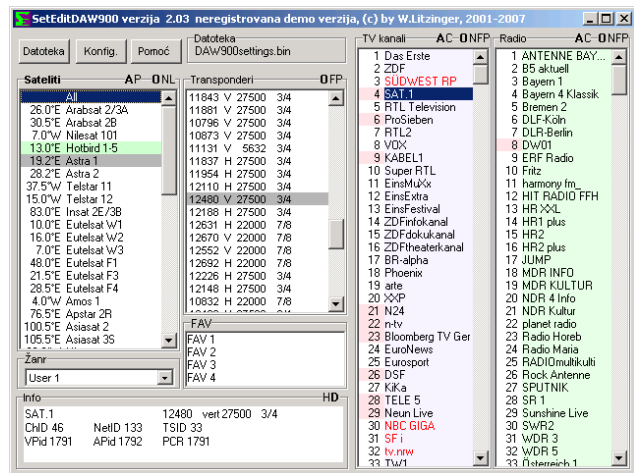 SetEditDAW900 verzija 2.03 neregistrovana demo verzija, (c) by W.Litzinger, 2001-2007
Datoteka
Konfig.
Pomoć
Datoteka
DAW900settings.bin
Sateliti AP ONL
All
26.0°E Arabsat 2/3A
30.5°E Arabsat 2B
7.0°W Nilesat 101
13.0°E Hotbird 1-5
19.2°E Astra 1
28.2°E Astra 2
37.5°W Telstar 11
15.0°W Telstar 12
83.0°E Insat 2E/3B
10.0°E Eutelsat W1
16.0°E Eutelsat W2
7.0°E Eutelsat W3
48.0°E Eutelsat F1
21.5°E Eutelsat F3
28.5°E Eutelsat F4
4.0°W Amos 1
76.5°E Apstar 2R
100.5°E Asiasat 2
105.5°E Asiasat 3S
Žanr
User 1
Transponderi OFP
11843 V 27500 3/4
11881 V 27500 3/4
10796 V 27500 3/4
10873 V 27500 3/4
11131 V 5632 3/4
11837 H 27500 3/4
11954 H 27500 3/4
12110 H 27500 3/4
12480 V 27500 3/4
12188 H 27500 3/4
12631 H 22000 7/8
12670 V 22000 7/8
12552 V 22000 7/8
12692 H 22000 7/8
12226 H 27500 3/4
12148 H 27500 3/4
10832 H 22000 7/8
FAV
FAV 1
FAV 2
FAV 3
FAV 4
Info HD
SAT.1 12480 vert 27500 3/4
ChID 46 NetID 133 TSID 33
VPid 1791 APid 1792 PCR 1791
TV kanali AC ONFP
1 Das Erste
2 ZDF
3 SÜDWEST RP
4 SAT.1
5 RTL Television
6 ProSieben
7 RTL2
8 VOX
9 KABEL1
10 Super RTL
11 EinsMuXx
12 EinsExtra
13 EinsFestival
14 ZDFinfokanal
15 ZDFdokukanal
16 ZDFtheaterkanal
17 BR-alpha
18 Phoenix
19 arte
20 XXP
21 N24
22 n-tv
23 Bloomberg TV Ger
24 EuroNews
25 Eurosport
26 DSF
27 KiKa
28 TELE 5
29 Neun Live
30 NBC GIGA
31 SF i
32 tv.nrw
33 TW1
Radio AC ONFP
1 ANTENNE BAY...
2 B5 aktuell
3 Bayern 1
4 Bayern 4 Klassik
5 Bremen 2
6 DLF-Köln
7 DLR-Berlin
8 DW01
9 ERF Radio
10 Fritz
11 harmony fm_
12 HIT RADIO FFH
13 HR XXL
14 HR1 plus
15 HR2
16 HR2 plus
17 JUMP
18 MDR INFO
19 MDR KULTUR
20 NDR 4 Info
21 NDR Kultur
22 planet radio
23 Radio Horeb
24 Radio Maria
25 RADIOmultikulti
26 Rock Antenne
27 SPUTNIK
28 SR 1
29 Sunshine Live
30 SWR2
31 WDR 3
32 WDR 5
33 Österreich 1